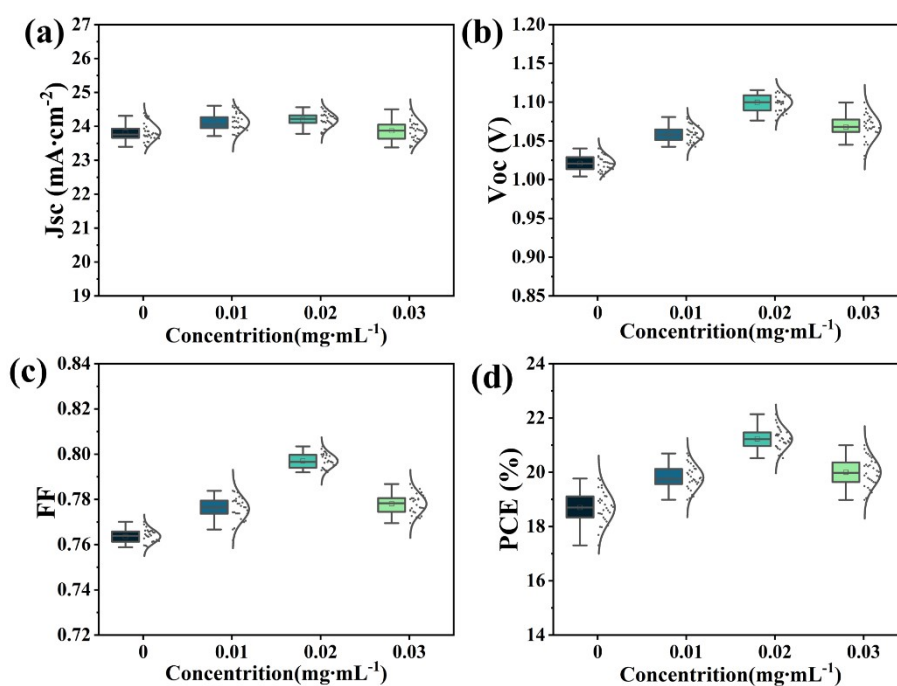 (a)
Jsc (mA·cm⁻²)
27
26
25
24
23
22
21
20
19
0 0.01 0.02 0.03
Concentrition(mg·mL⁻¹)
(b)
Voc (V)
1.20
1.15
1.10
1.05
1.00
0.95
0.90
0.85
0 0.01 0.02 0.03
Concentrition(mg·mL⁻¹)
(c)
FF
0.84
0.82
0.80
0.78
0.76
0.74
0.72
0 0.01 0.02 0.03
Concentrition(mg·mL⁻¹)
(d)
PCE (%)
24
22
20
18
16
14
0 0.01 0.02 0.03
Concentrition(mg·mL⁻¹)